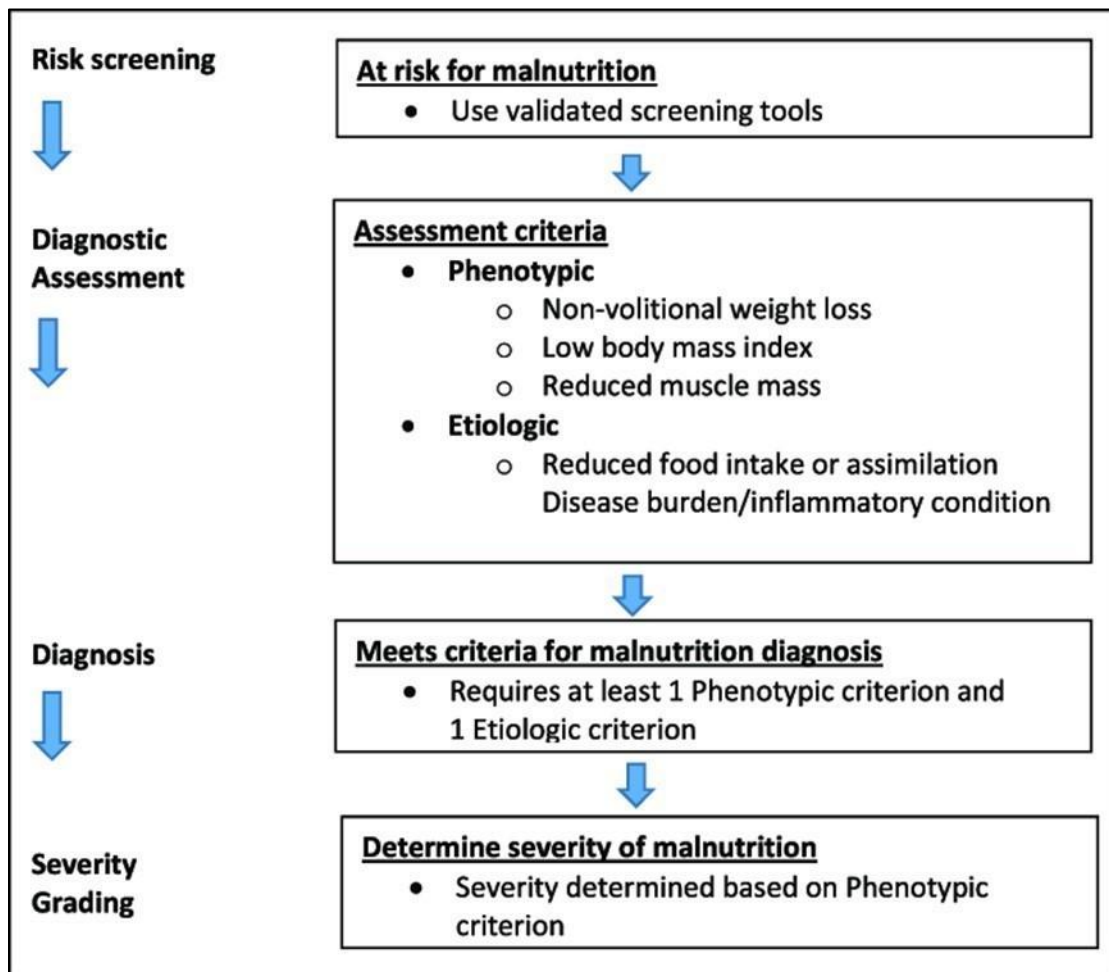 Risk screening
At risk for malnutrition
• Use validated screening tools
Diagnostic
Assessment
Assessment criteria
• Phenotypic
o Non-volitional weight loss
o Low body mass index
o Reduced muscle mass
• Etiologic
o Reduced food intake or assimilation
Disease burden/inflammatory condition
Diagnosis
Meets criteria for malnutrition diagnosis
• Requires at least 1 Phenotypic criterion and
1 Etiologic criterion
Severity
Grading
Determine severity of malnutrition
• Severity determined based on Phenotypic
criterion